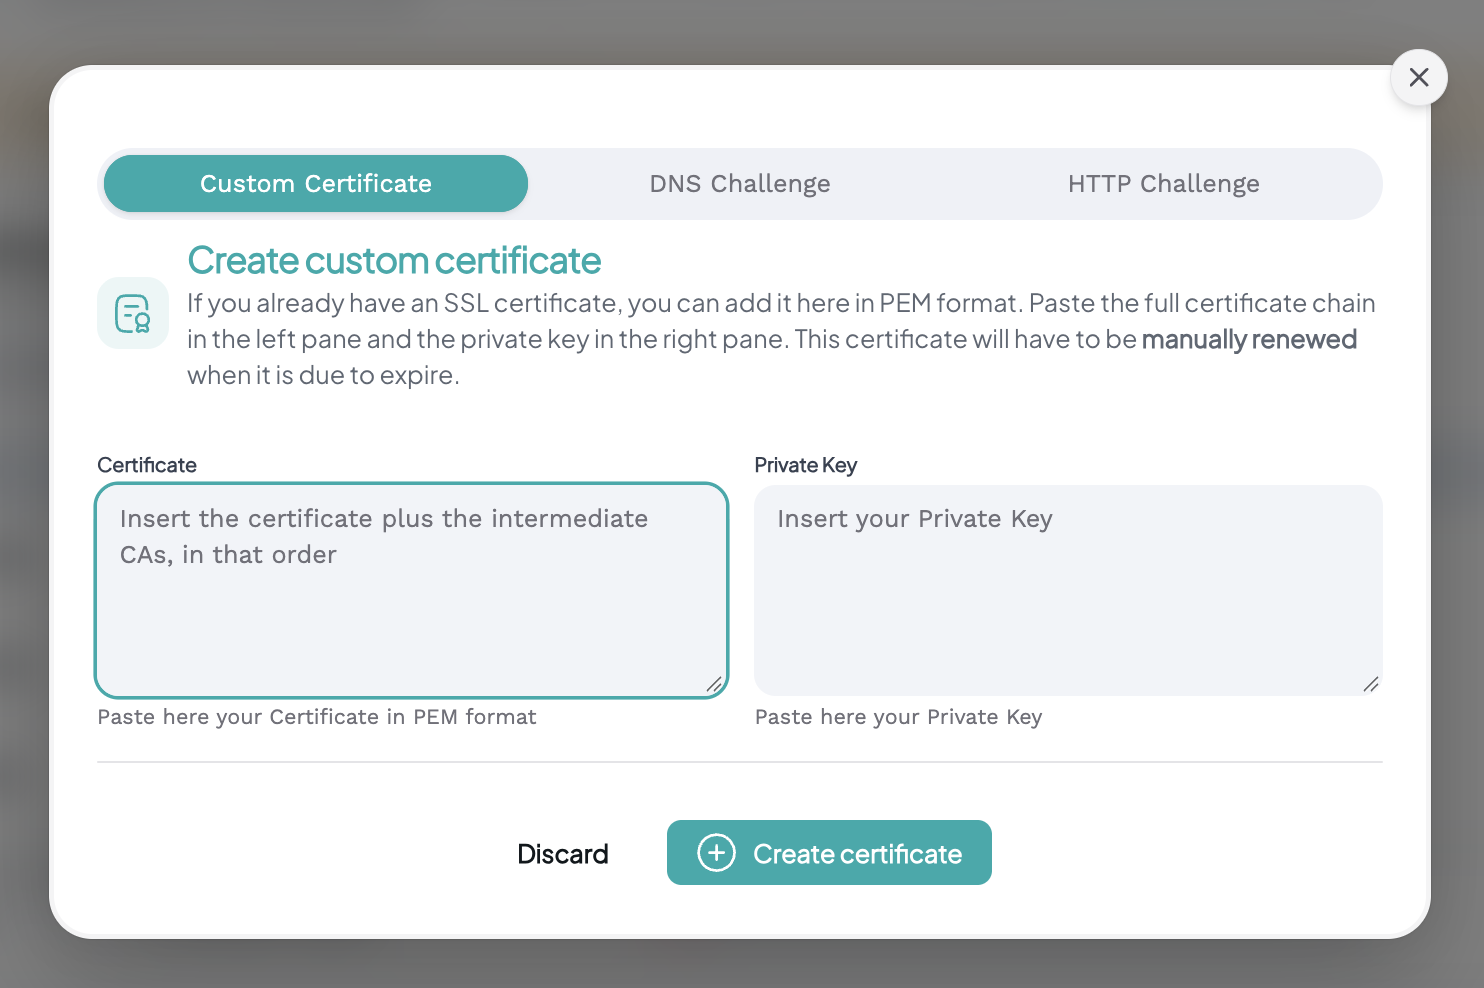 Custom Certificate
DNS Challenge
HTTP Challenge
Create custom certificate
If you already have an SSL certificate, you can add it here in PEM format. Paste the full certificate chain
in the left pane and the private key in the right pane. This certificate will have to be manually renewed
when it is due to expire.
Certificate
Insert the certificate plus the intermediate
CAs, in that order
Paste here your Certificate in PEM format
Private Key
Insert your Private Key
Paste here your Private Key
Discard
Create certificate